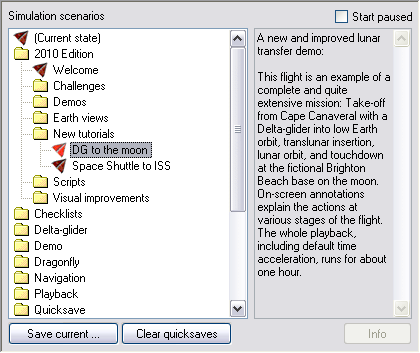 Simulation scenarios
Start paused
(Current state)
2010 Edition
Welcome
Challenges
Demos
Earth views
New tutorials
DG to the moon
Space Shuttle to ISS
Scripts
Visual improvements
Checklists
Delta-glider
Demo
Dragonfly
Navigation
Playback
Quicksave
A new and improved lunar
transfer demo:
This flight is an example of a
complete and quite
extensive mission: Take-off
from Cape Canaveral with a
Delta-glider into low Earth
orbit, translunar insertion,
lunar orbit, and touchdown
at the fictional Brighton
Beach base on the moon.
On-screen annotations
explain the actions at
various stages of the flight.
The whole playback,
including default time
acceleration, runs for about
one hour.
Save current ...
Clear quicksaves
Info